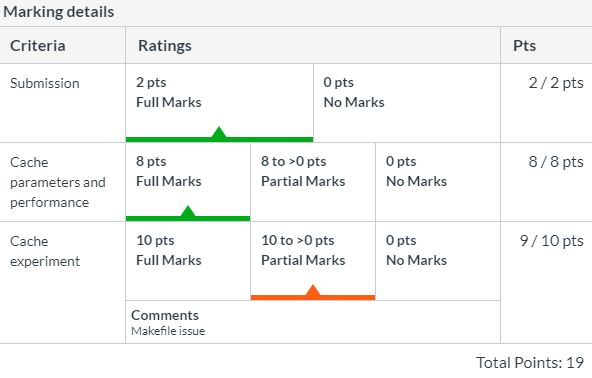 Marking details
Criteria Ratings Pts
Submission 2 pts 0 pts 2 / 2 pts
Full Marks No Marks
Cache 8 pts 8 to >0 pts 0 pts 8 / 8 pts
parameters and Full Marks Partial Marks No Marks
performance
Cache 10 pts 10 to >0 pts 0 pts 9 / 10 pts
experiment Full Marks Partial Marks No Marks
Comments
Makefile issue
Total Points: 19